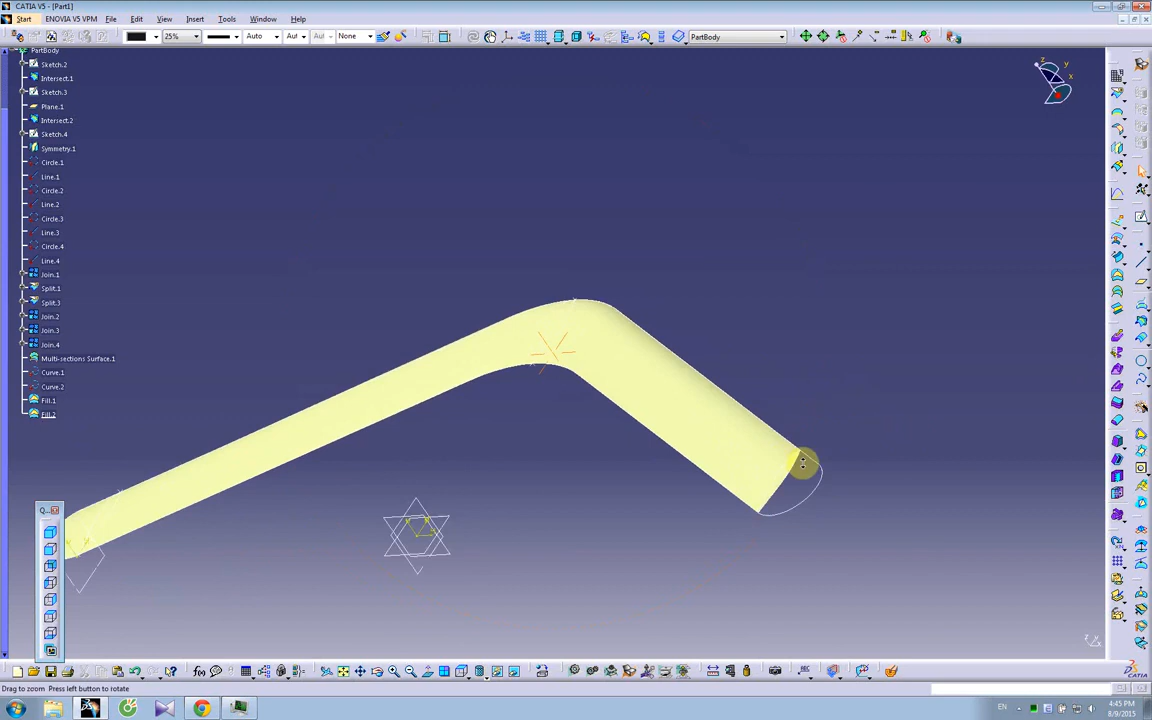 CATIA V5 - [Part1]
Start ENOVIA V5 VPM File Edit View Insert Tools Window Help
25% Auto Aut Aut None PartBody
PartBody
Sketch.2
Intersect.1
Sketch.3
Plane.1
Intersect.2
Sketch.4
Symmetry.1
Circle.1
Line.1
Circle.2
Line.2
Circle.3
Line.3
Circle.4
Line.4
Join.1
Split.1
Split.3
Join.2
Join.3
Join.4
Multi-sections Surface.1
Curve.1
Curve.2
Fill.1
Fill.2
z y x
Q...
Drag to zoom Press left button to rotate
CATIA
EN 4:45 PM
8/9/2015